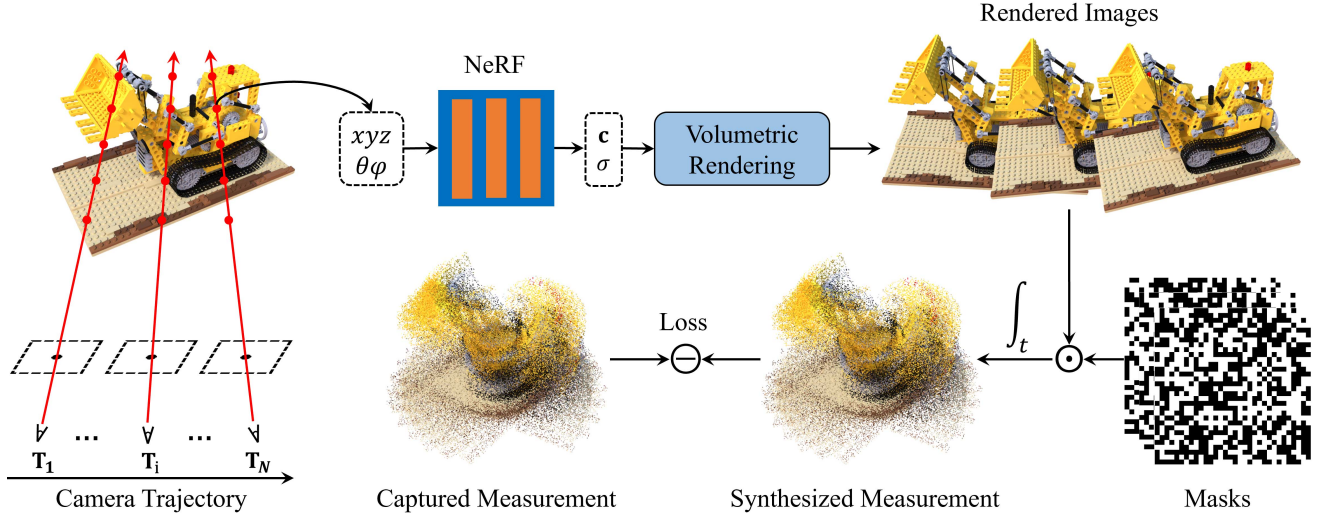 Rendered Images
NeRF
xyz
θφ
c
σ
Volumetric
Rendering
Loss
∫t
T1 ... Ti ... TN
Camera Trajectory
Captured Measurement
Synthesized Measurement
Masks